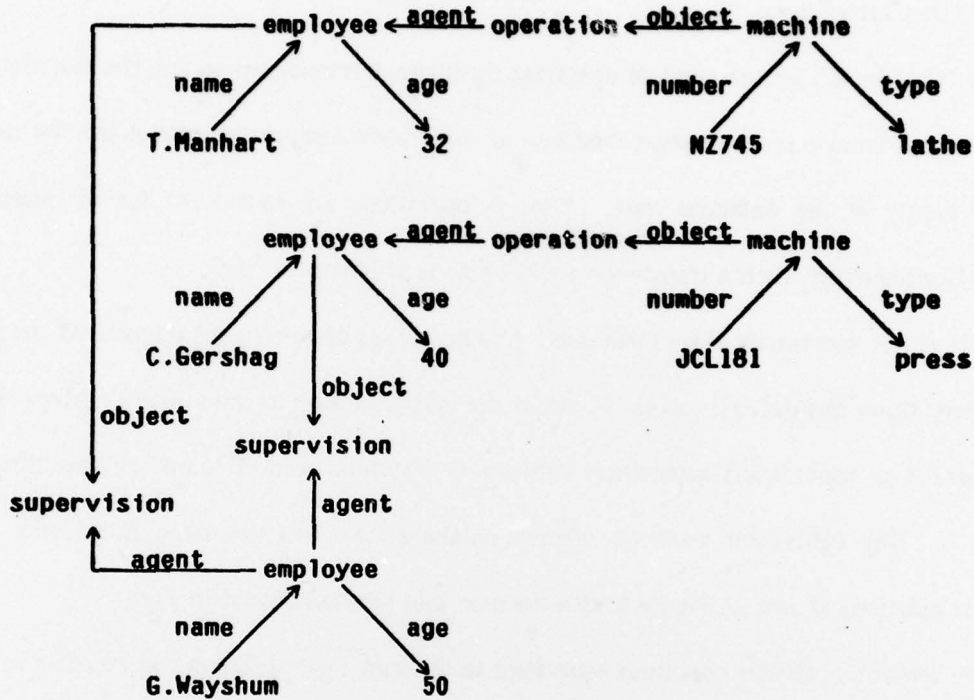 employee agent operation object machine
name age number type
T.Manhart 32 NZ745 lathe
employee agent operation object machine
name age number type
C.Gershag 40 JCL181 press
object
object
supervision
supervision
agent
agent
employee
name age
G.Wayshum 50